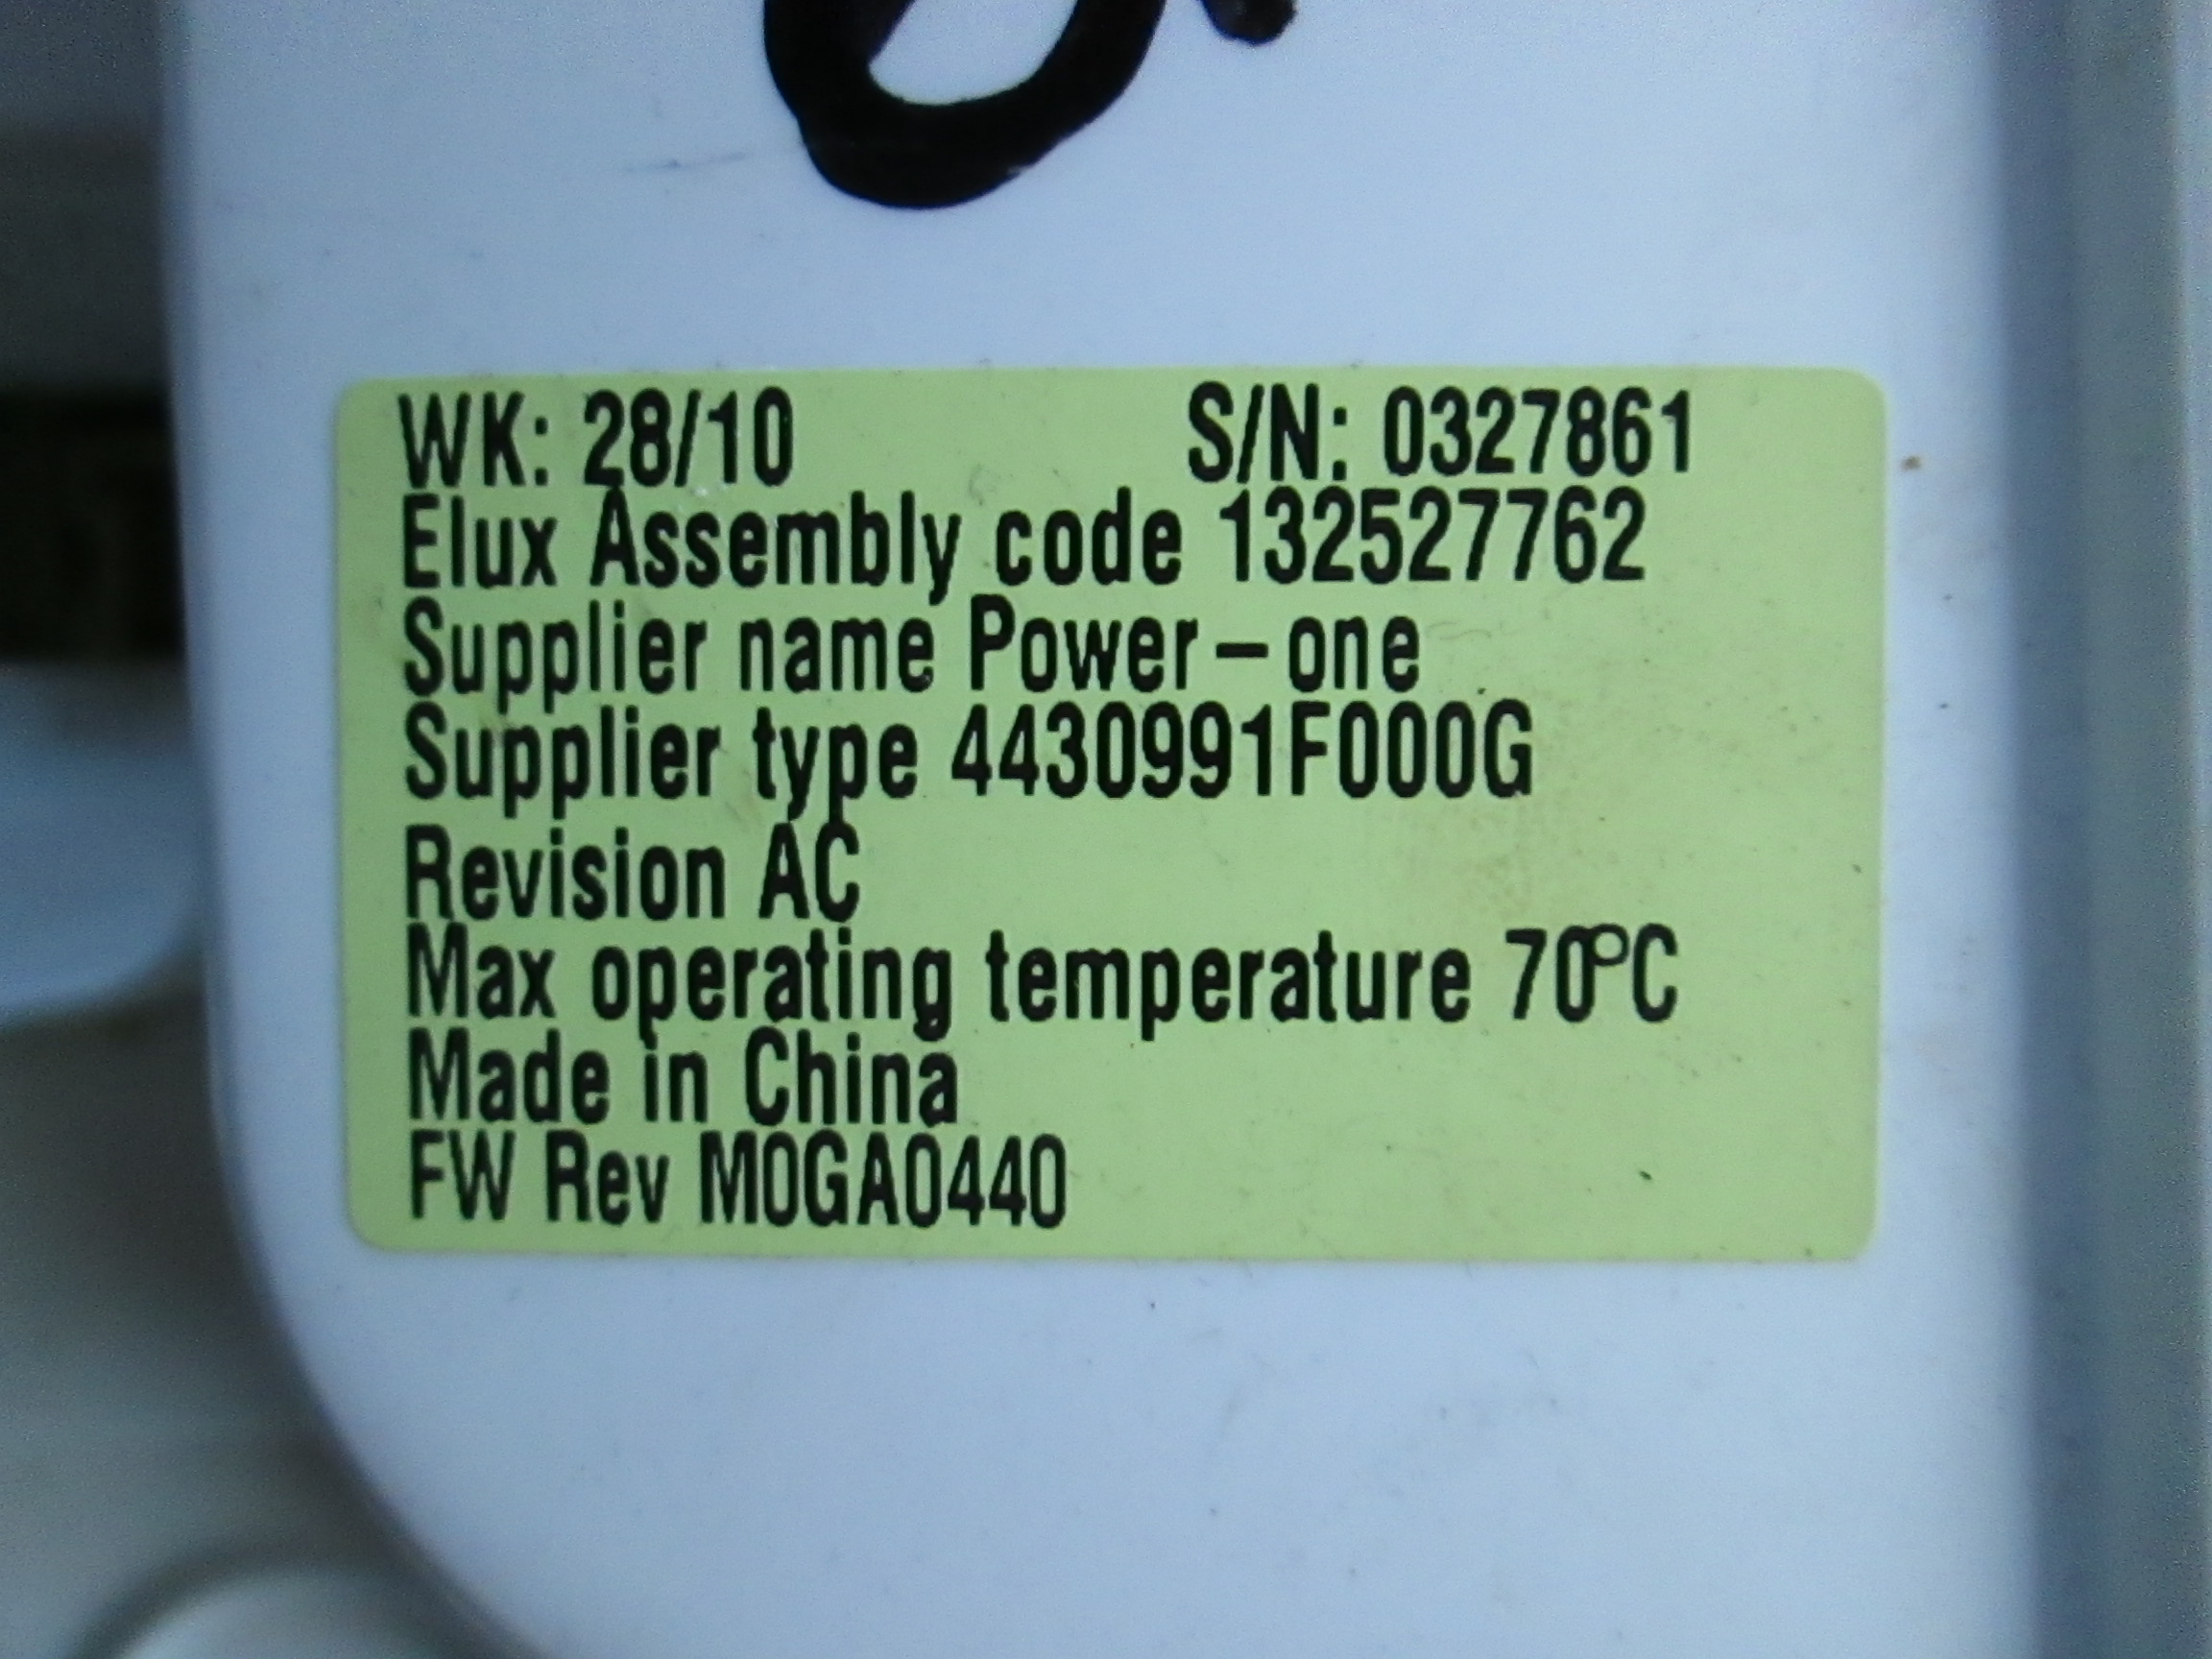 WK: 28/10 S/N: 0327861
Elux Assembly code 132527762
Supplier name Power-one
Supplier type 4430991F000G
Revision AC
Max operating temperature 70°C
Made in China
FW Rev M0GA0440